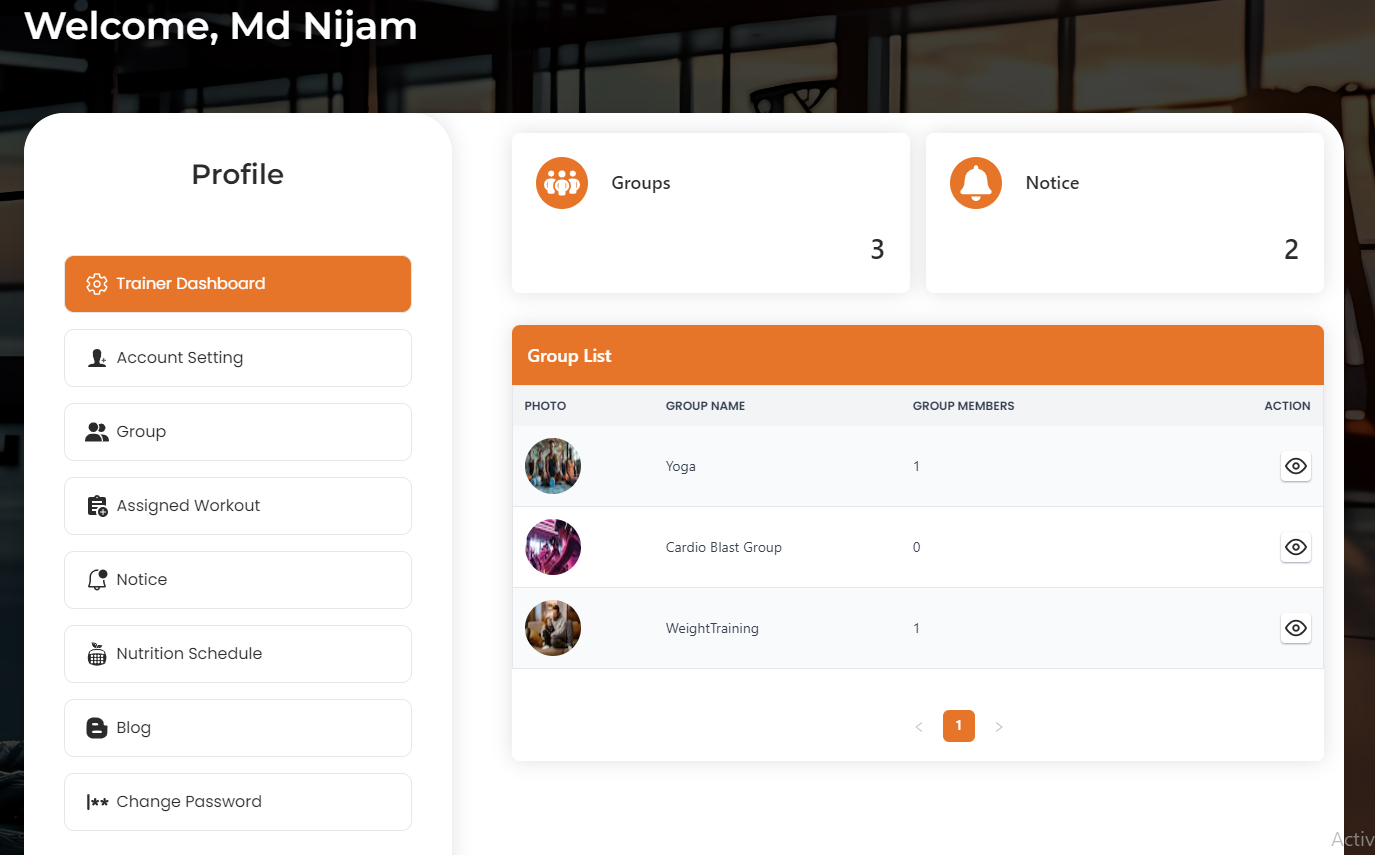 Welcome, Md Nijam
Profile
Trainer Dashboard
Account Setting
Group
Assigned Workout
Notice
Nutrition Schedule
Blog
Change Password
Groups
3
Notice
2
Group List
PHOTO GROUP NAME GROUP MEMBERS ACTION
Yoga 1
Cardio Blast Group 0
WeightTraining 1
< 1 >
Activ